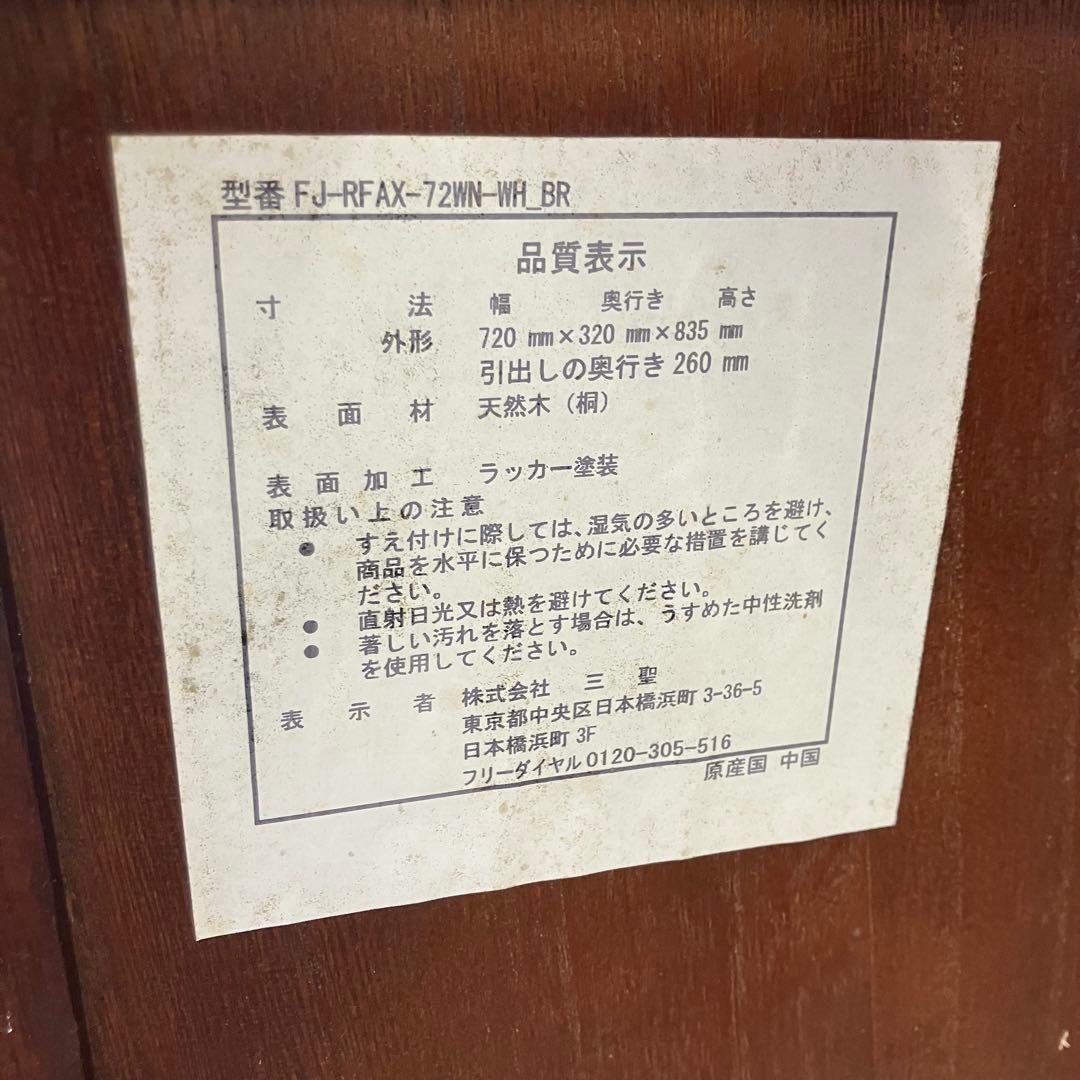 型番 FJ-RFAX-72WN-WH_BR
品質表示
寸法 幅 奥行き 高さ
外形 720 mm×320 mm×835 mm
引出しの奥行き 260 mm
表面材 天然木（桐）
表面加工 ラッカー塗装
取扱い上の注意
● すえ付けに際しては、湿気の多いところを避け、
商品を水平に保つために必要な措置を講じてく
ださい。
● 直射日光又は熱を避けてください。
● 著しい汚れを落とす場合は、うすめた中性洗剤
を使用してください。
表示者 株式会社 三聖
東京都中央区日本橋浜町 3-36-5
日本橋浜町 3F
フリーダイヤル 0120-305-516
原産国 中国